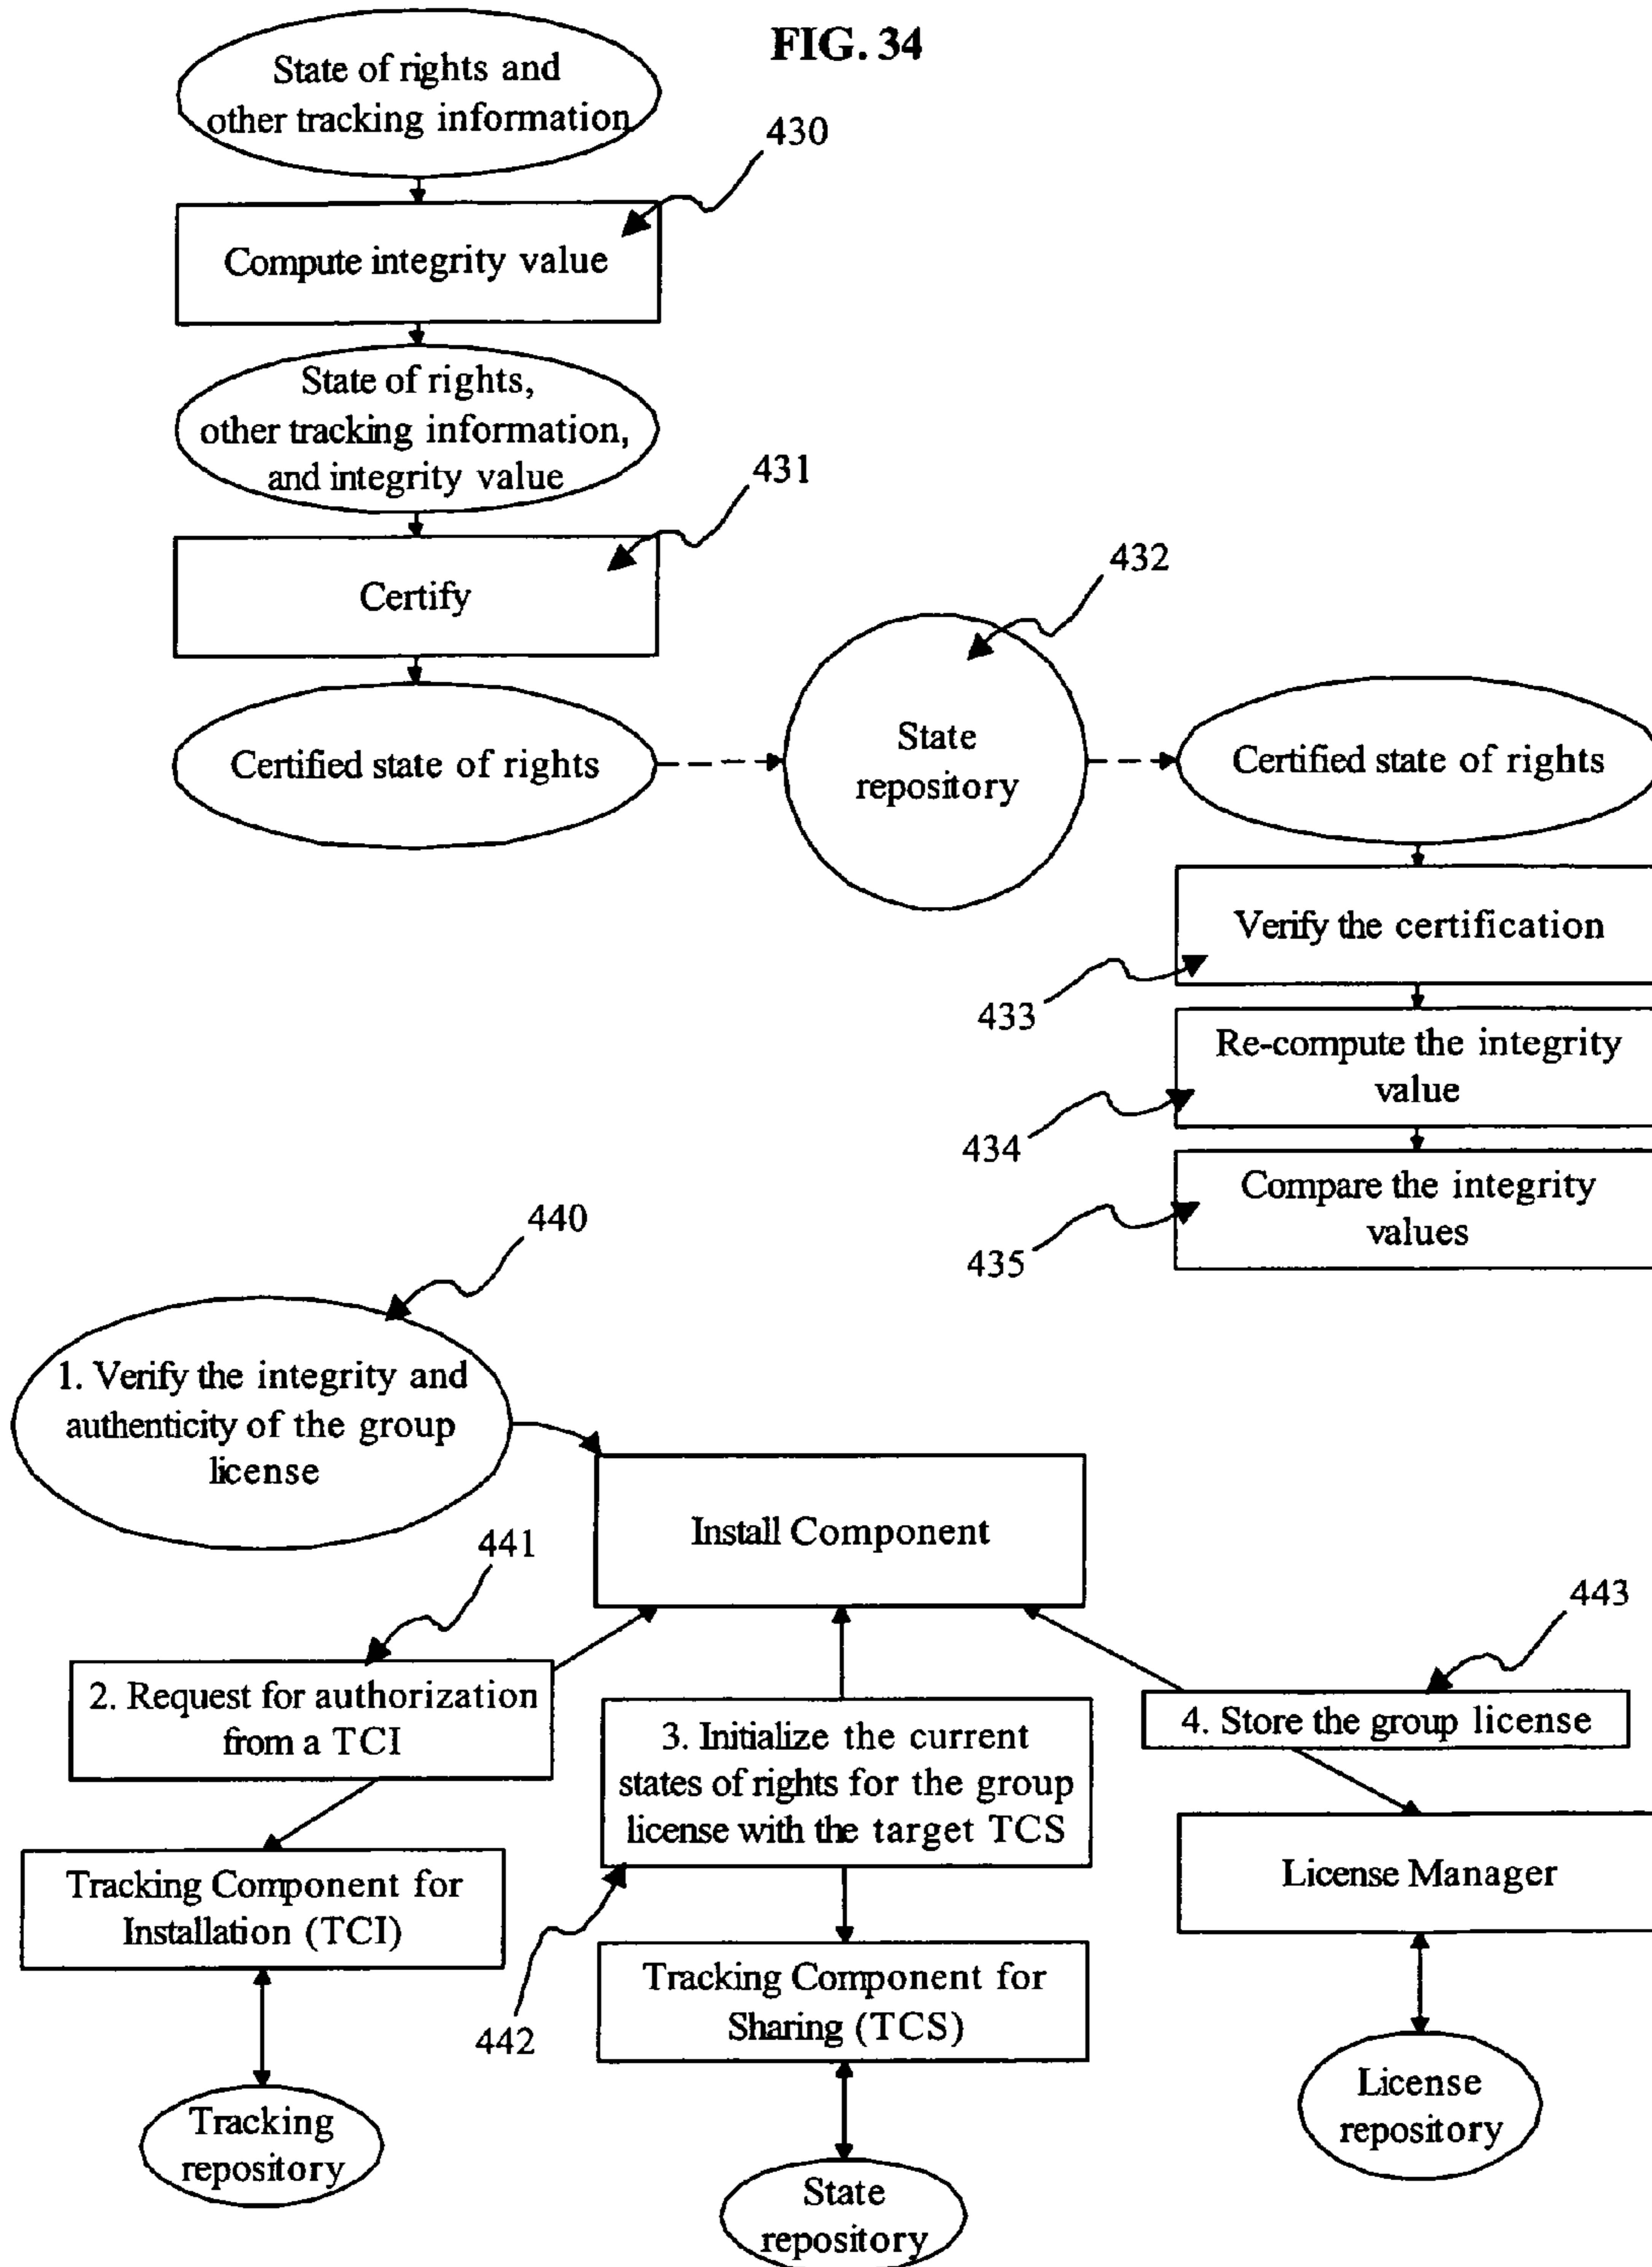 FIG. 34
State of rights and
other tracking information
430
Compute integrity value
State of rights,
other tracking information,
and integrity value
431
Certify
432
Certified state of rights
State
repository
Certified state of rights
Verify the certification
433
Re-compute the integrity
value
434
Compare the integrity
values
435
440
1. Verify the integrity and
authenticity of the group
license
Install Component
441
2. Request for authorization
from a TCI
3. Initialize the current
states of rights for the group
license with the target TCS
443
4. Store the group license
Tracking Component for
Installation (TCI)
442
Tracking Component for
Sharing (TCS)
License Manager
Tracking
repository
State
repository
License
repository